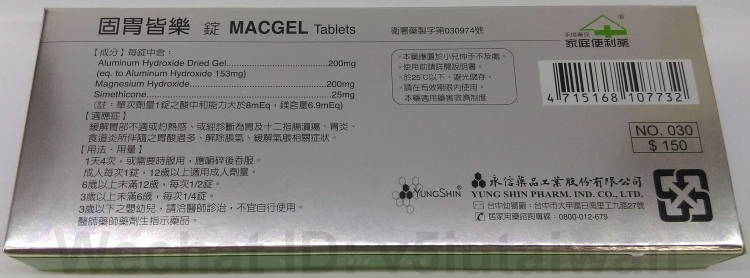 固胃皆樂 錠 MACGEL Tablets 衛署藥製字第030974號
【成分】每錠中含：
Aluminum Hydroxide Dried Gel............200mg
(eq. to Aluminum Hydroxide 153mg)
Magnesium Hydroxide............200mg
Simethicone............25mg
(註：單次劑量1錠之酸中和能力大於8mEq，鎂含量6.9mEq)
【適應症】
緩解胃部不適或灼熱感、或經診斷為胃及十二指腸潰瘍、胃炎、
食道炎所伴隨之胃酸過多、解除脹氣、緩解氣脹相關症狀。
【用法．用量】
1天4次，或需要時服用，應嚼碎後吞服。
成人每次1錠，12歲以上適用成人劑量。
6歲以上未滿12歲，每次1/2錠。
3歲以上未滿6歲，每次1/4錠。
3歲以下之嬰幼兒，請洽醫師診治，不宜自行使用。
醫師藥師藥劑生指示藥品。
·本藥應置於小兒伸手不及處。
·使用前請詳閱說明書。
·於25℃以下、避光儲存。
·請在有效期限內使用。
·本藥適用藥害救濟制度
永信藥品
®
家庭便利藥
4 715168 107732
NO. 030
$ 150
YUNGSHIN
永信藥品工業股份有限公司
YUNG SHIN PHARM. IND. CO., LTD.
台中幼獅廠：台中市大甲區日南里工九路27號
居家用藥諮詢專線：0800-012-679
Wechat ID: v5iultaiwan